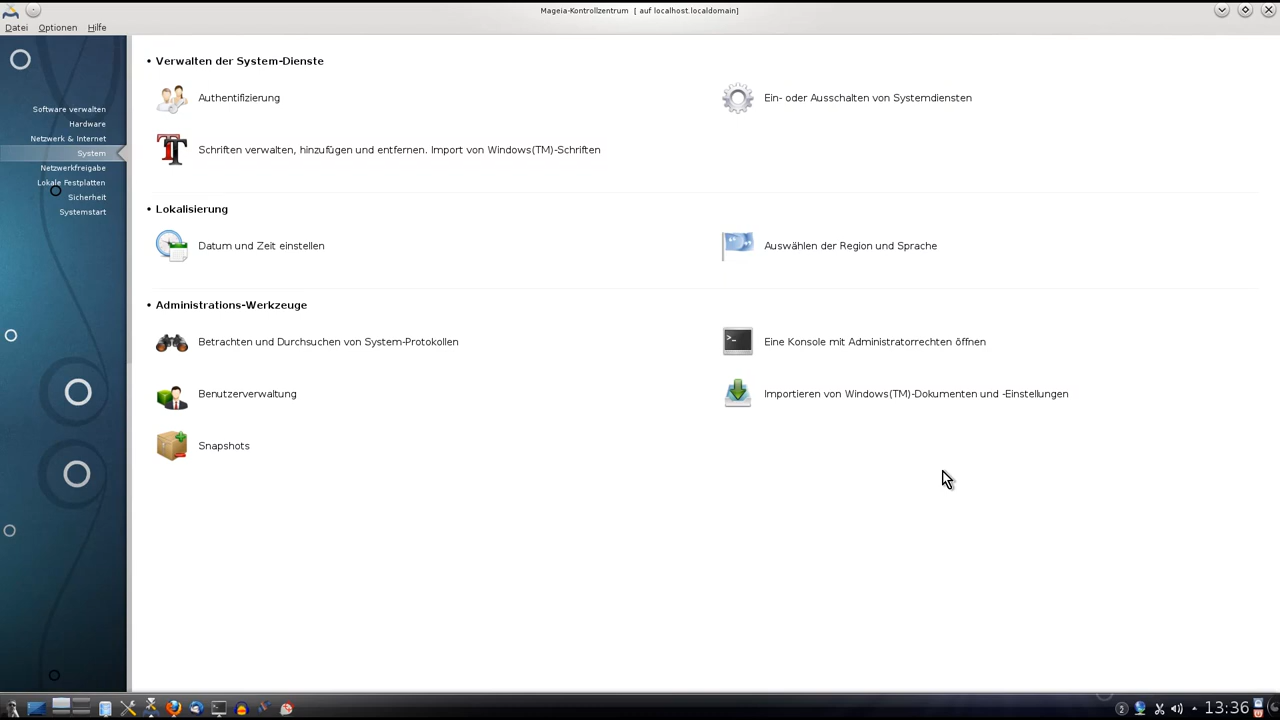 Mageia-Kontrollzentrum [ auf localhost.localdomain]
Datei Optionen Hilfe
Software verwalten
Hardware
Netzwerk & Internet
System
Netzwerkfreigabe
Lokale Festplatten
Sicherheit
Systemstart
• Verwalten der System-Dienste
Authentifizierung
Ein- oder Ausschalten von Systemdiensten
Schriften verwalten, hinzufügen und entfernen. Import von Windows(TM)-Schriften
• Lokalisierung
Datum und Zeit einstellen
Auswählen der Region und Sprache
• Administrations-Werkzeuge
Betrachten und Durchsuchen von System-Protokollen
Eine Konsole mit Administratorrechten öffnen
Benutzerverwaltung
Importieren von Windows(TM)-Dokumenten und -Einstellungen
Snapshots
2 13:36